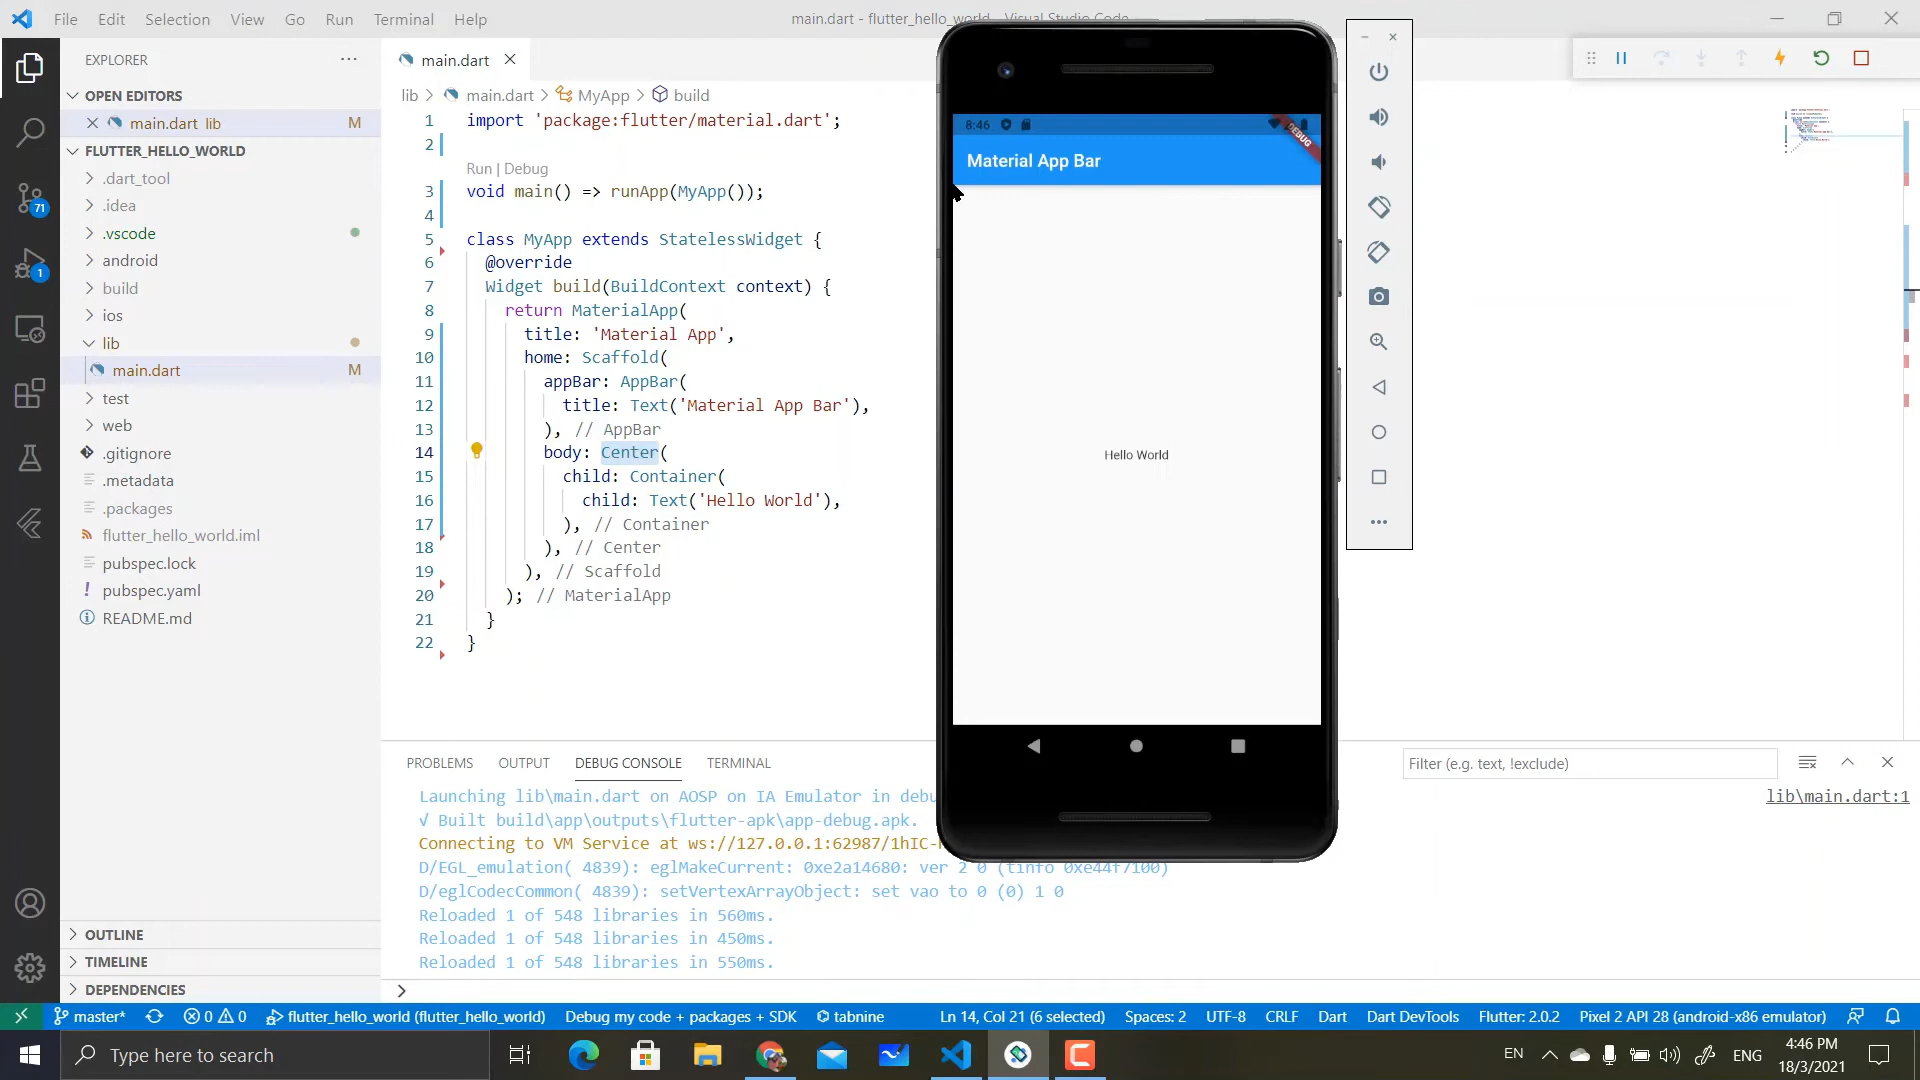 File Edit Selection View Go Run Terminal Help
main.dart - flutter_hello_world - Visual Studio Code
EXPLORER
OPEN EDITORS
main.dart lib M
FLUTTER_HELLO_WORLD
.dart_tool
.idea
.vscode
android
build
ios
lib
main.dart M
test
web
.gitignore
.metadata
.packages
flutter_hello_world.iml
pubspec.lock
pubspec.yaml
README.md
OUTLINE
TIMELINE
DEPENDENCIES
71
1
main.dart
lib > main.dart > MyApp > build
1 import 'package:flutter/material.dart';
2
Run | Debug
3 void main() => runApp(MyApp());
4
5 class MyApp extends StatelessWidget {
6 @override
7 Widget build(BuildContext context) {
8 return MaterialApp(
9 title: 'Material App',
10 home: Scaffold(
11 appBar: AppBar(
12 title: Text('Material App Bar'),
13 ), // AppBar
14 body: Center(
15 child: Container(
16 child: Text('Hello World'),
17 ), // Container
18 ), // Center
19 ), // Scaffold
20 ); // MaterialApp
21 }
22 }
8:46
DEBUG
Material App Bar
Hello World
PROBLEMS OUTPUT DEBUG CONSOLE TERMINAL
Filter (e.g. text, !exclude)
Launching lib\main.dart on AOSP on IA Emulator in debu
lib\main.dart:1
√ Built build\app\outputs\flutter-apk\app-debug.apk.
Connecting to VM Service at ws://127.0.0.1:62987/1hIC-
D/EGL_emulation( 4839): eglMakeCurrent: 0xe2a14680: ver 2 0 (tinfo 0xe44f7100)
D/eglCodecCommon( 4839): setVertexArrayObject: set vao to 0 (0) 1 0
Reloaded 1 of 548 libraries in 560ms.
Reloaded 1 of 548 libraries in 450ms.
Reloaded 1 of 548 libraries in 550ms.
master* 0 0 flutter_hello_world (flutter_hello_world) Debug my code + packages + SDK tabnine Ln 14, Col 21 (6 selected) Spaces: 2 UTF-8 CRLF Dart Dart DevTools Flutter: 2.0.2 Pixel 2 API 28 (android-x86 emulator)
Type here to search
EN ENG
4:46 PM
18/3/2021